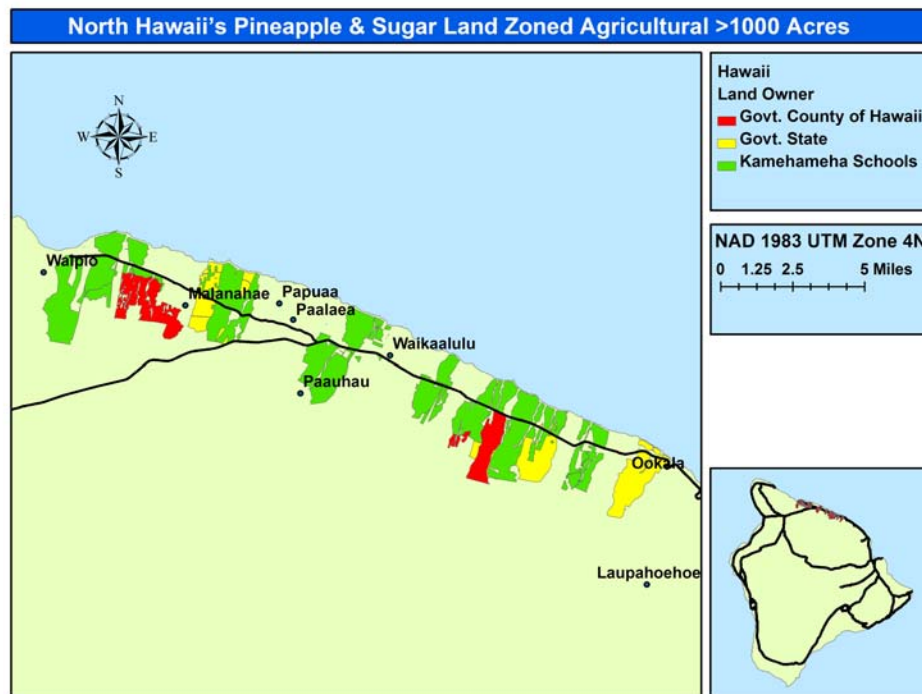 North Hawaii's Pineapple & Sugar Land Zoned Agricultural >1000 Acres
N
W E
S
Waipio
Malanahae
Papuaa
Paalaea
Waikaalulu
Paauhau
Ookala
Laupahoehoe
Hawaii
Land Owner
Govt. County of Hawaii
Govt. State
Kamehameha Schools
NAD 1983 UTM Zone 4N
0 1.25 2.5 5 Miles